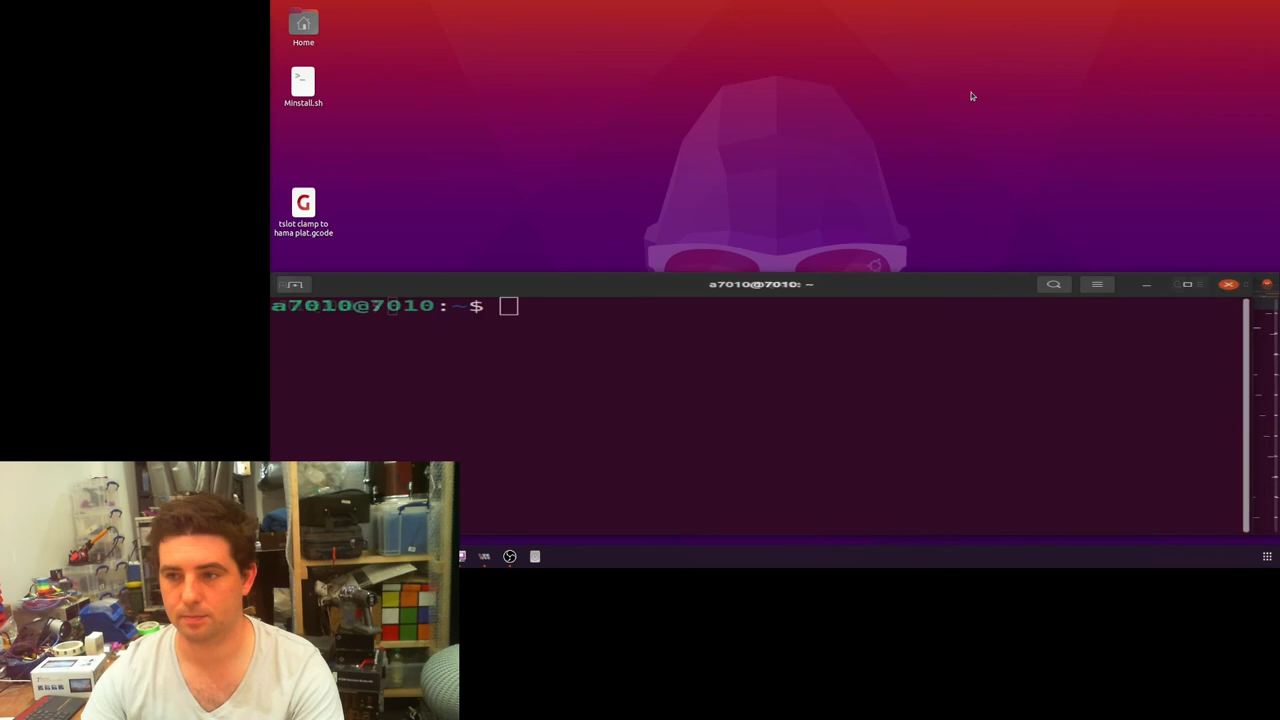 Home
>_
Minstall.sh
G
tslot clamp to
hama plat.gcode
a7010@7010: ~
a7010@7010:~$